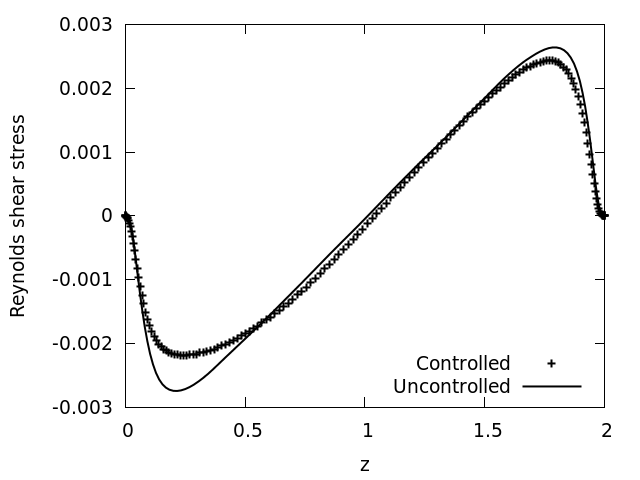 0.003
0.002
0.001
0
-0.001
-0.002
-0.003
Reynolds shear stress
Controlled
Uncontrolled
0 0.5 1 1.5 2
z